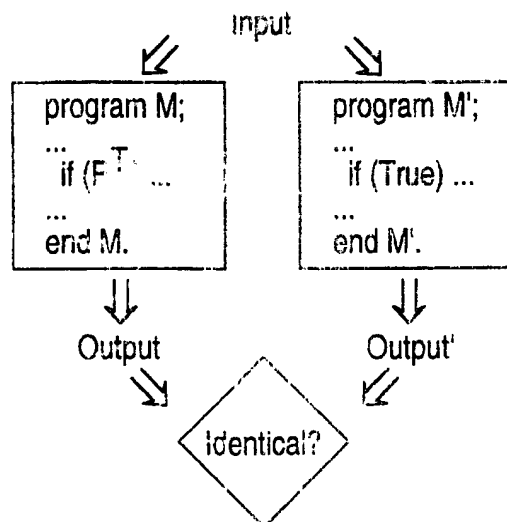 Input
program M;
...
if (
...
...
end M.
program M';
...
if (True) ...
...
end M'.
Output
Output'
Identical?